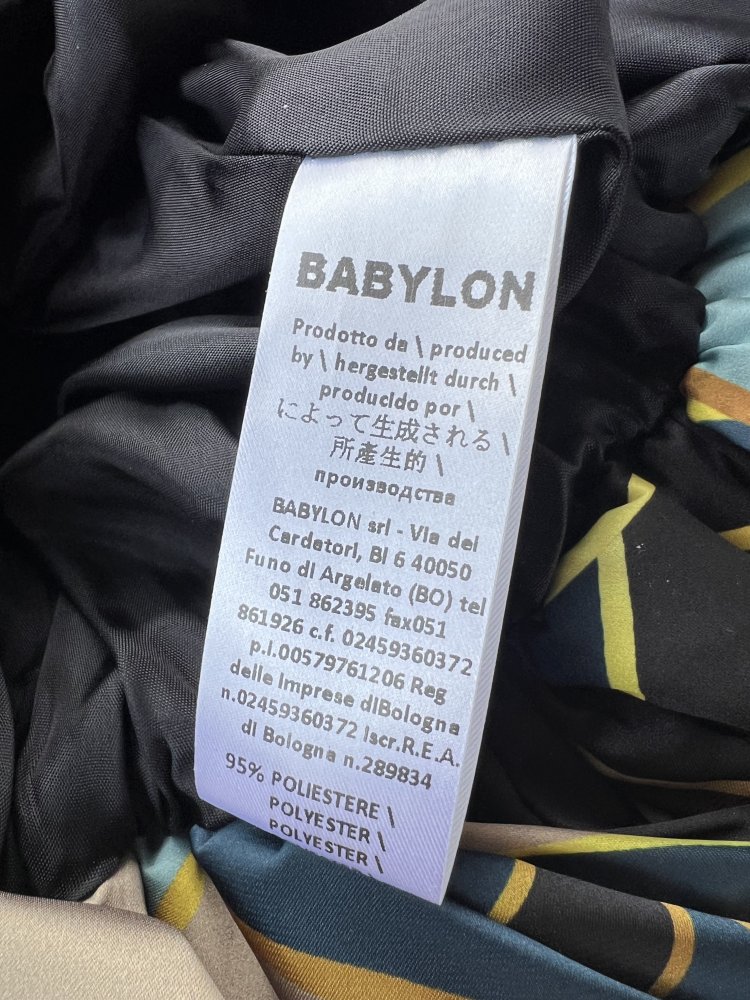 BABYLON
Prodotto da \ produced
by \ hergestellt durch \
producido por \
によって生成される \
所產生的 \
производства
BABYLON srl - Via dei
Cardatori, Bl 6 40050
Funo di Argelato (BO) tel
051 862395 fax051
861926 c.f. 02459360372
p.i.00579761206 Reg
delle Imprese diBologna
n.02459360372 Iscr.R.E.A.
di Bologna n.289834
95% POLIESTERE \
POLYESTER \
POLYESTER \